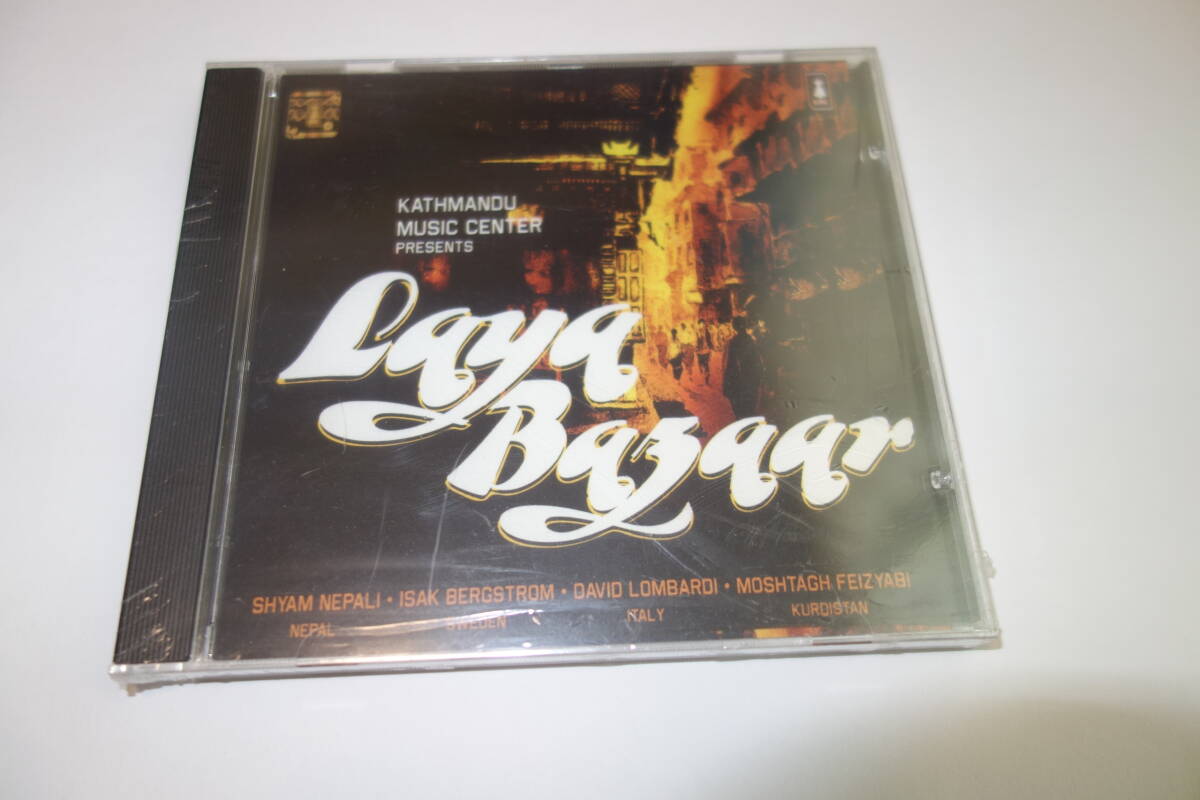 KATHMANDU
MUSIC CENTER
PRESENTS
Laya
Bazaar
SHYAM NEPALI • ISAK BERGSTROM • DAVID LOMBARDI • MOSHTAGH FEIZYABI
NEPAL SWEDEN ITALY KURDISTAN